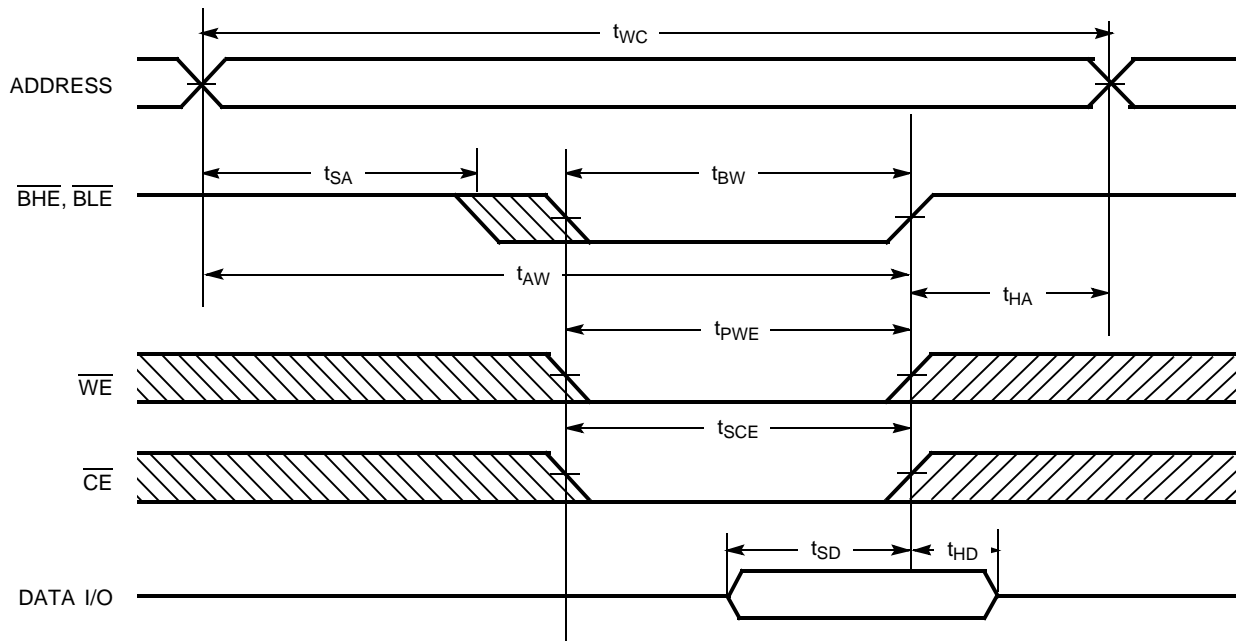 tWC
ADDRESS
tSA
tBW
BHE, BLE
tAW
tHA
tPWE
WE
tSCE
CE
tSD
tHD
DATA I/O